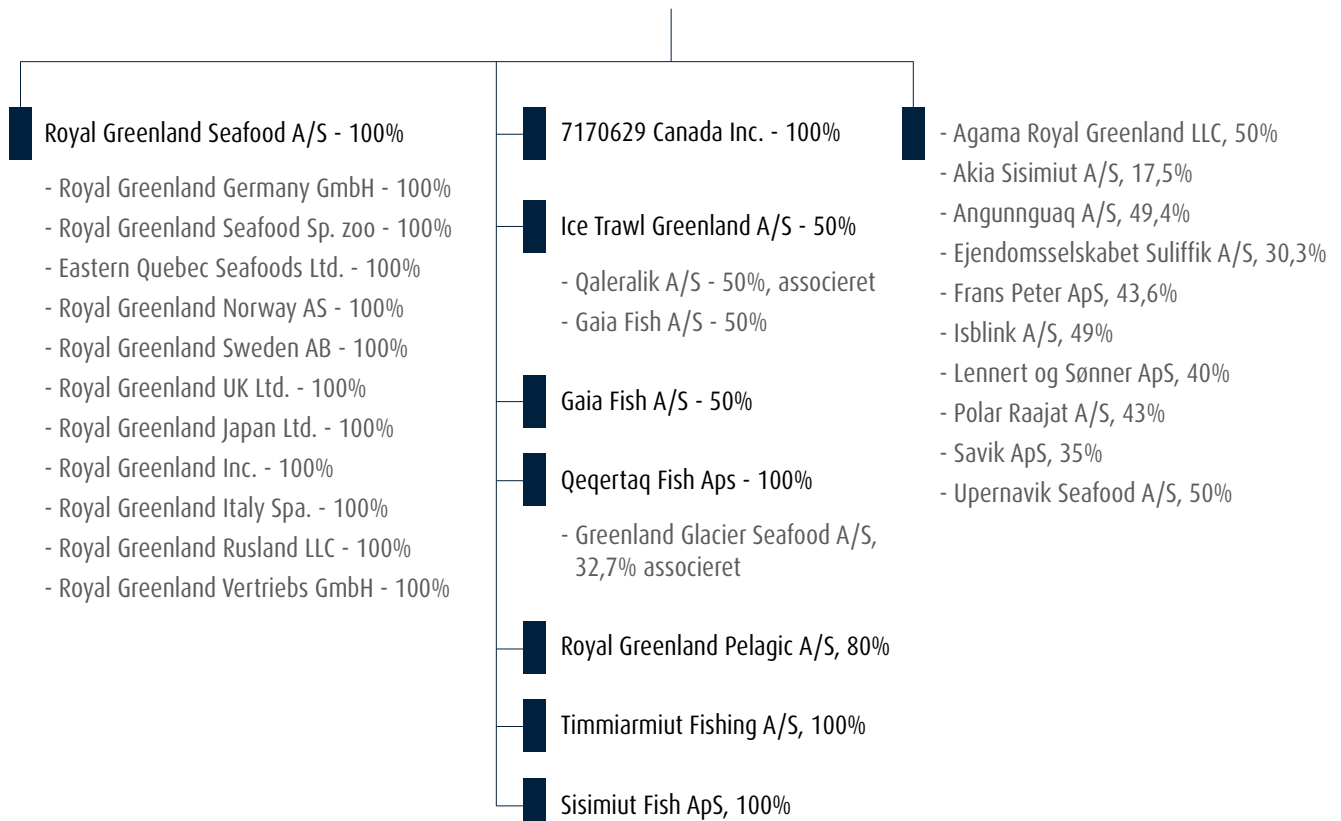 Royal Greenland Seafood A/S - 100%
- Royal Greenland Germany GmbH - 100%
- Royal Greenland Seafood Sp. zoo - 100%
- Eastern Quebec Seafoods Ltd. - 100%
- Royal Greenland Norway AS - 100%
- Royal Greenland Sweden AB - 100%
- Royal Greenland UK Ltd. - 100%
- Royal Greenland Japan Ltd. - 100%
- Royal Greenland Inc. - 100%
- Royal Greenland Italy Spa. - 100%
- Royal Greenland Rusland LLC - 100%
- Royal Greenland Vertriebs GmbH - 100%
7170629 Canada Inc. - 100%
Ice Trawl Greenland A/S - 50%
- Qaleralik A/S - 50%, associeret
- Gaia Fish A/S - 50%
Gaia Fish A/S - 50%
Qeqertaq Fish Aps - 100%
- Greenland Glacier Seafood A/S,
32,7% associeret
Royal Greenland Pelagic A/S, 80%
Timmiarmiut Fishing A/S, 100%
Sisimiut Fish ApS, 100%
- Agama Royal Greenland LLC, 50%
- Akia Sisimiut A/S, 17,5%
- Angunnguaq A/S, 49,4%
- Ejendomsselskabet Suliffik A/S, 30,3%
- Frans Peter ApS, 43,6%
- Isblink A/S, 49%
- Lennert og Sønner ApS, 40%
- Polar Raajat A/S, 43%
- Savik ApS, 35%
- Upernavik Seafood A/S, 50%